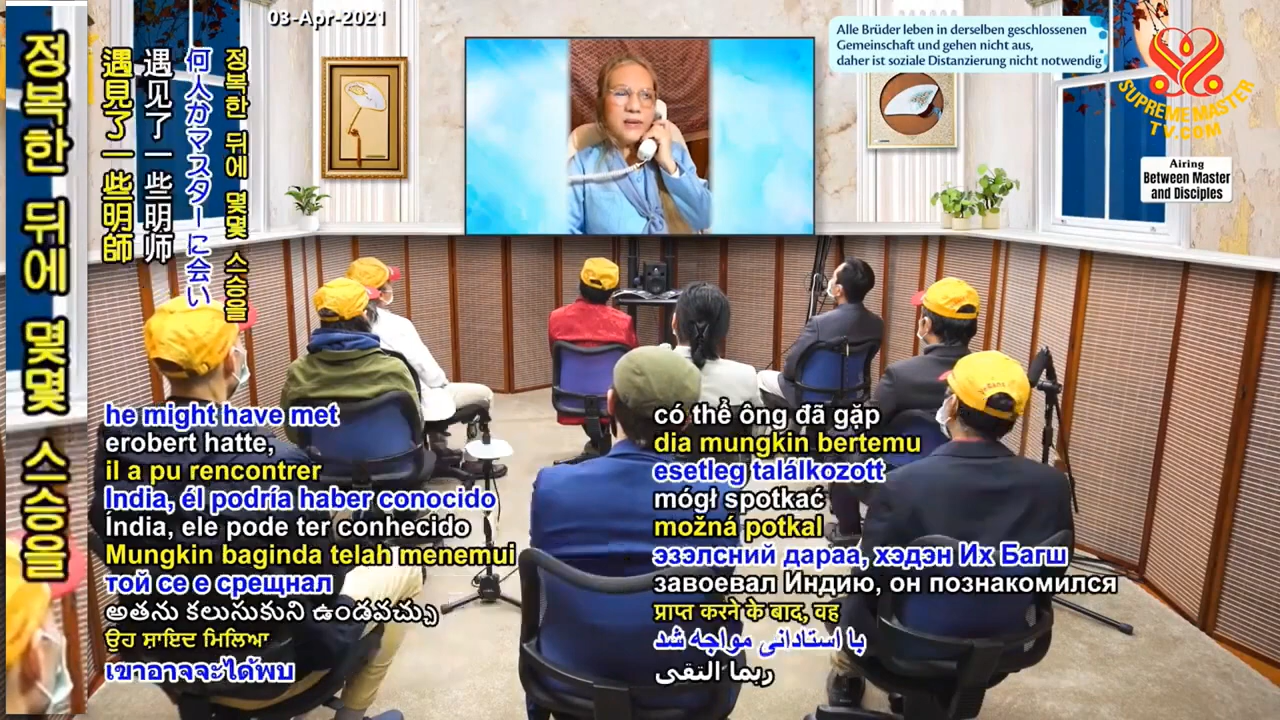 03-Apr-2021
Alle Brüder leben in derselben geschlossenen
Gemeinschaft und gehen nicht aus,
daher ist soziale Distanzierung nicht notwendig
SUPREME MASTER
TV.COM
Airing
Between Master
and Disciples
정복한 뒤에 몇몇 스승을
遇見了一些明師
遇见了一些明师
何人かマスターに会い
정복한 뒤에 몇몇 스승을
he might have met
erobert hatte,
il a pu rencontrer
India, él podría haber conocido
Índia, ele pode ter conhecido
Mungkin baginda telah menemui
той се е срещнал
అతను కలుసుకుని ఉండవచ్చు
ਉਹ ਸ਼ਾਇਦ ਮਿਲਿਆ
เขาอาจจะได้พบ
có thể ông đã gặp
dia mungkin bertemu
esetleg találkozott
mógł spotkać
možná potkal
эзэлсний дараа, хэдэн Их Багш
завоевал Индию, он познакомился
प्राप्त करने के बाद, वह
با استادانی مواجه شد
ربما التقى